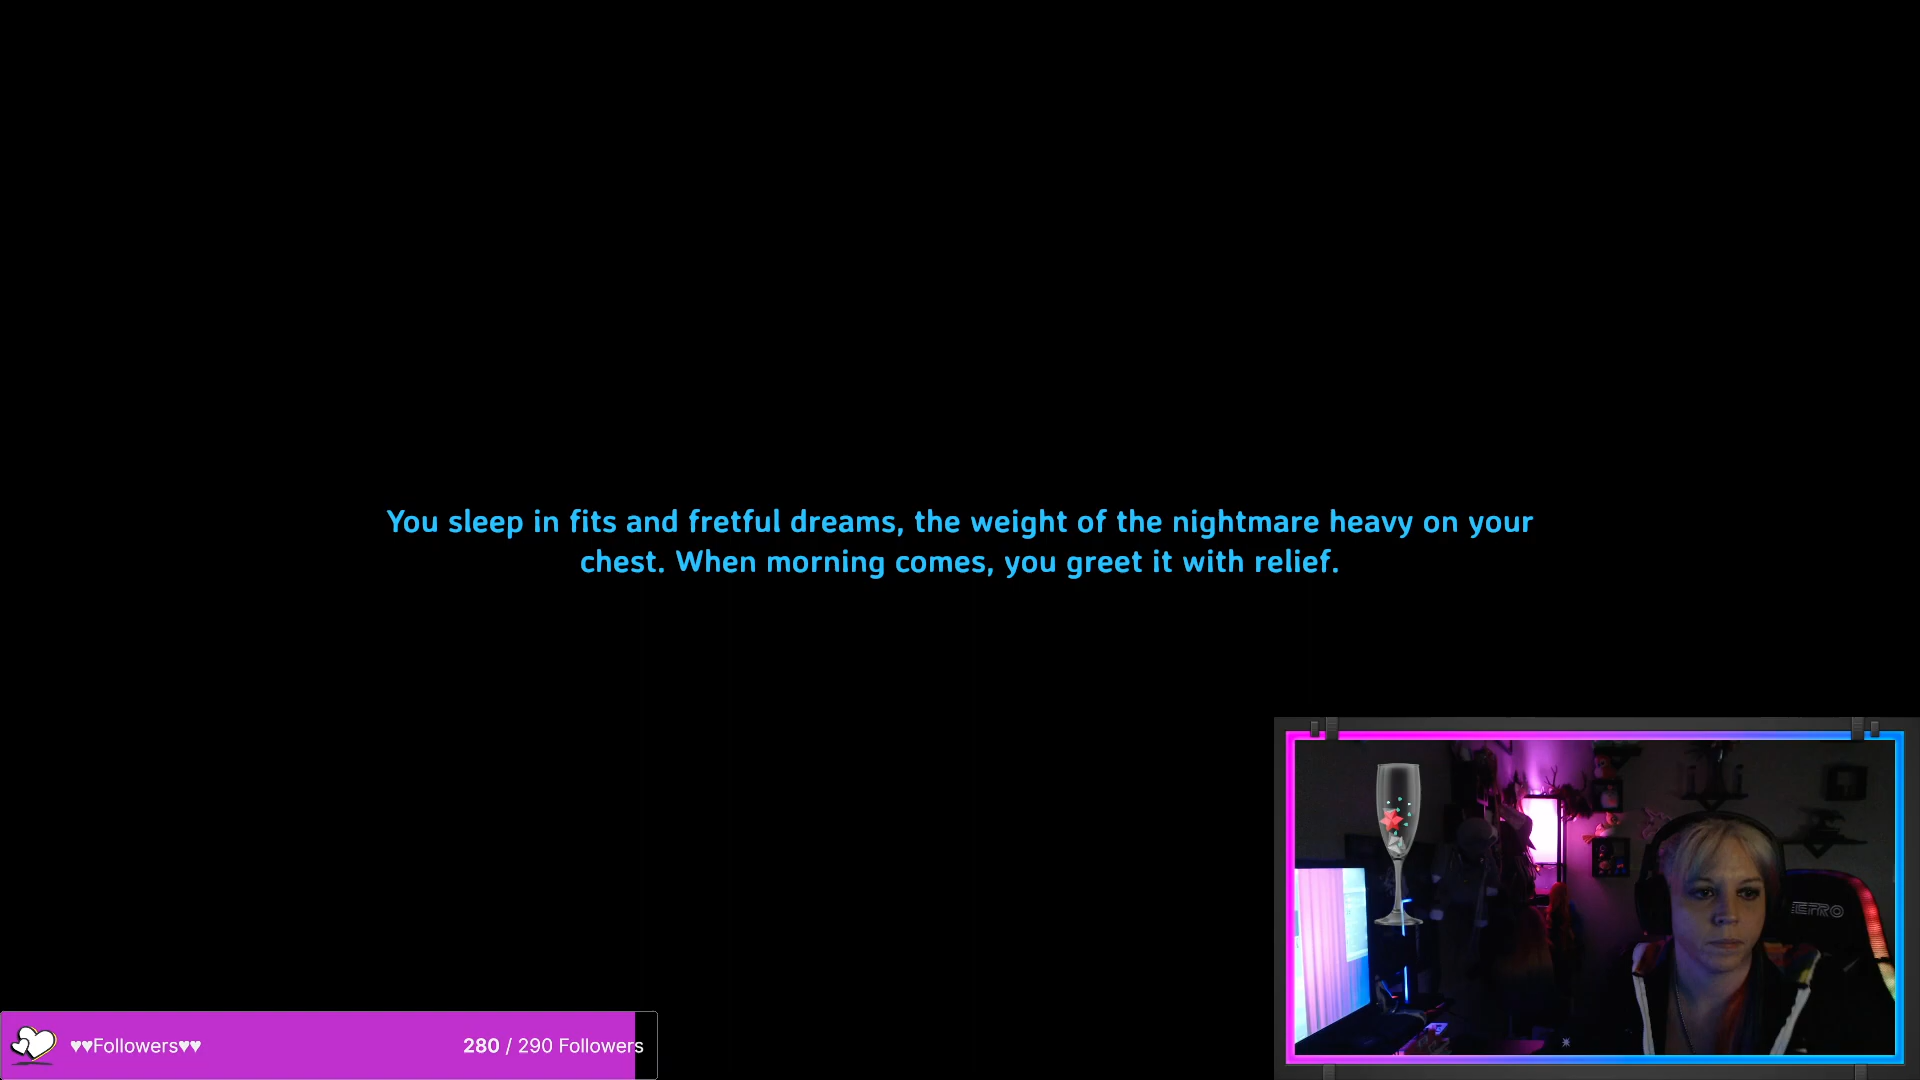 You sleep in fits and fretful dreams, the weight of the nightmare heavy on your
chest. When morning comes, you greet it with relief.
♥♥Followers♥♥ 280 / 290 Followers